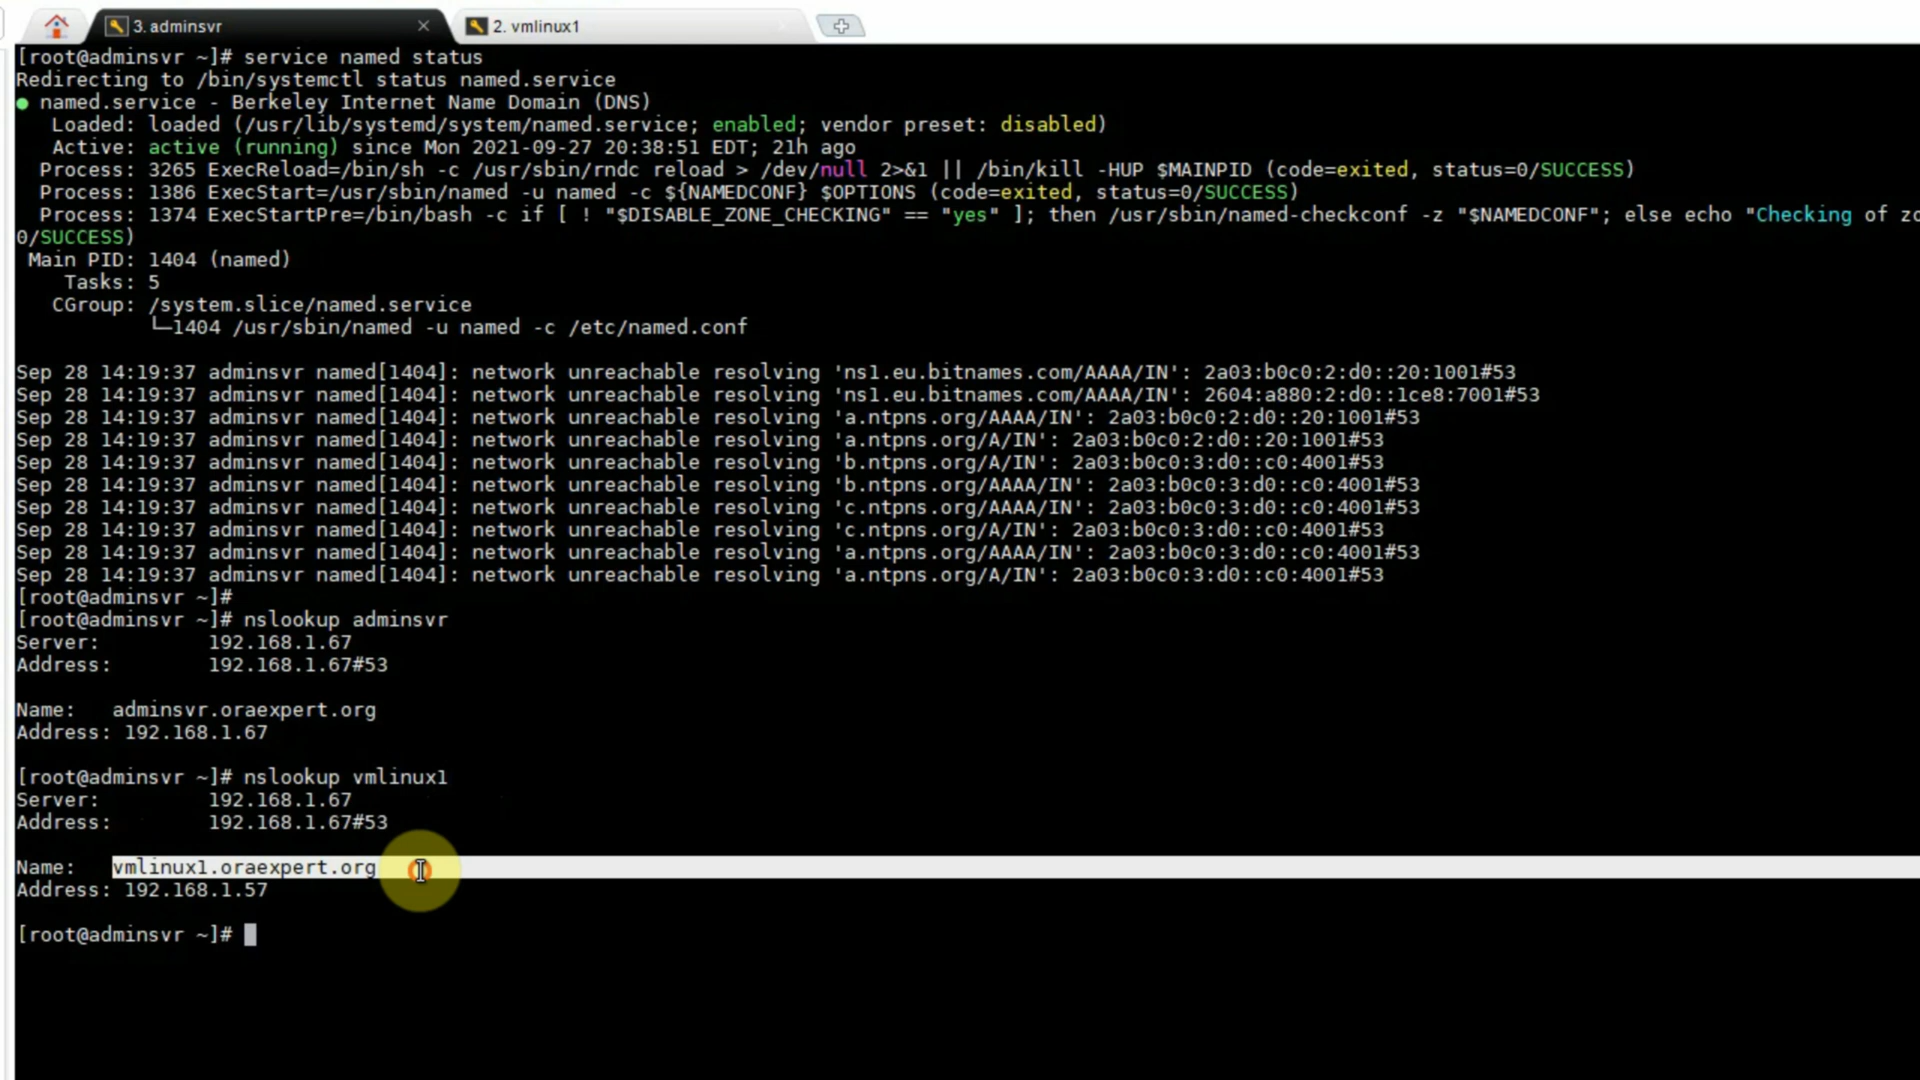 3. adminsvr
2. vmlinux1
[root@adminsvr ~]# service named status
Redirecting to /bin/systemctl status named.service
● named.service - Berkeley Internet Name Domain (DNS)
Loaded: loaded (/usr/lib/systemd/system/named.service; enabled; vendor preset: disabled)
Active: active (running) since Mon 2021-09-27 20:38:51 EDT; 21h ago
Process: 3265 ExecReload=/bin/sh -c /usr/sbin/rndc reload > /dev/null 2>&1 || /bin/kill -HUP $MAINPID (code=exited, status=0/SUCCESS)
Process: 1386 ExecStart=/usr/sbin/named -u named -c ${NAMEDCONF} $OPTIONS (code=exited, status=0/SUCCESS)
Process: 1374 ExecStartPre=/bin/bash -c if [ ! "$DISABLE_ZONE_CHECKING" == "yes" ]; then /usr/sbin/named-checkconf -z "$NAMEDCONF"; else echo "Checking of zo
0/SUCCESS)
Main PID: 1404 (named)
Tasks: 5
CGroup: /system.slice/named.service
└─1404 /usr/sbin/named -u named -c /etc/named.conf
Sep 28 14:19:37 adminsvr named[1404]: network unreachable resolving 'ns1.eu.bitnames.com/AAAA/IN': 2a03:b0c0:2:d0::20:1001#53
Sep 28 14:19:37 adminsvr named[1404]: network unreachable resolving 'ns1.eu.bitnames.com/AAAA/IN': 2604:a880:2:d0::1ce8:7001#53
Sep 28 14:19:37 adminsvr named[1404]: network unreachable resolving 'a.ntpns.org/AAAA/IN': 2a03:b0c0:2:d0::20:1001#53
Sep 28 14:19:37 adminsvr named[1404]: network unreachable resolving 'a.ntpns.org/A/IN': 2a03:b0c0:2:d0::20:1001#53
Sep 28 14:19:37 adminsvr named[1404]: network unreachable resolving 'b.ntpns.org/A/IN': 2a03:b0c0:3:d0::c0:4001#53
Sep 28 14:19:37 adminsvr named[1404]: network unreachable resolving 'b.ntpns.org/AAAA/IN': 2a03:b0c0:3:d0::c0:4001#53
Sep 28 14:19:37 adminsvr named[1404]: network unreachable resolving 'c.ntpns.org/AAAA/IN': 2a03:b0c0:3:d0::c0:4001#53
Sep 28 14:19:37 adminsvr named[1404]: network unreachable resolving 'c.ntpns.org/A/IN': 2a03:b0c0:3:d0::c0:4001#53
Sep 28 14:19:37 adminsvr named[1404]: network unreachable resolving 'a.ntpns.org/AAAA/IN': 2a03:b0c0:3:d0::c0:4001#53
Sep 28 14:19:37 adminsvr named[1404]: network unreachable resolving 'a.ntpns.org/A/IN': 2a03:b0c0:3:d0::c0:4001#53
[root@adminsvr ~]#
[root@adminsvr ~]# nslookup adminsvr
Server: 192.168.1.67
Address: 192.168.1.67#53
Name: adminsvr.oraexpert.org
Address: 192.168.1.67
[root@adminsvr ~]# nslookup vmlinux1
Server: 192.168.1.67
Address: 192.168.1.67#53
Name: vmlinux1.oraexpert.org
Address: 192.168.1.57
[root@adminsvr ~]#